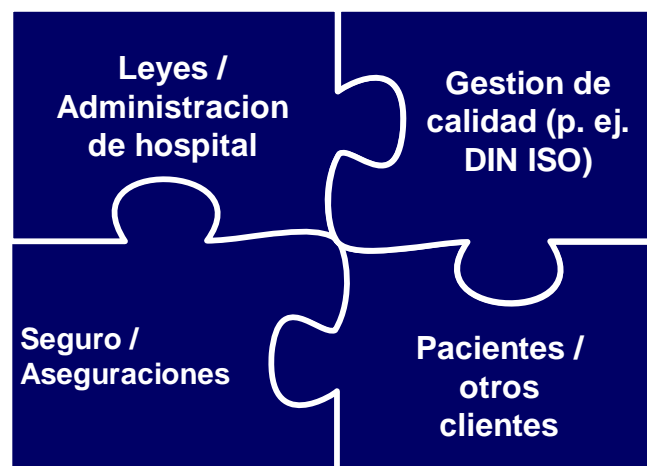 Leyes /
Administracion
de hospital
Gestion de
calidad (p. ej.
DIN ISO)
Seguro /
Aseguraciones
Pacientes /
otros
clientes